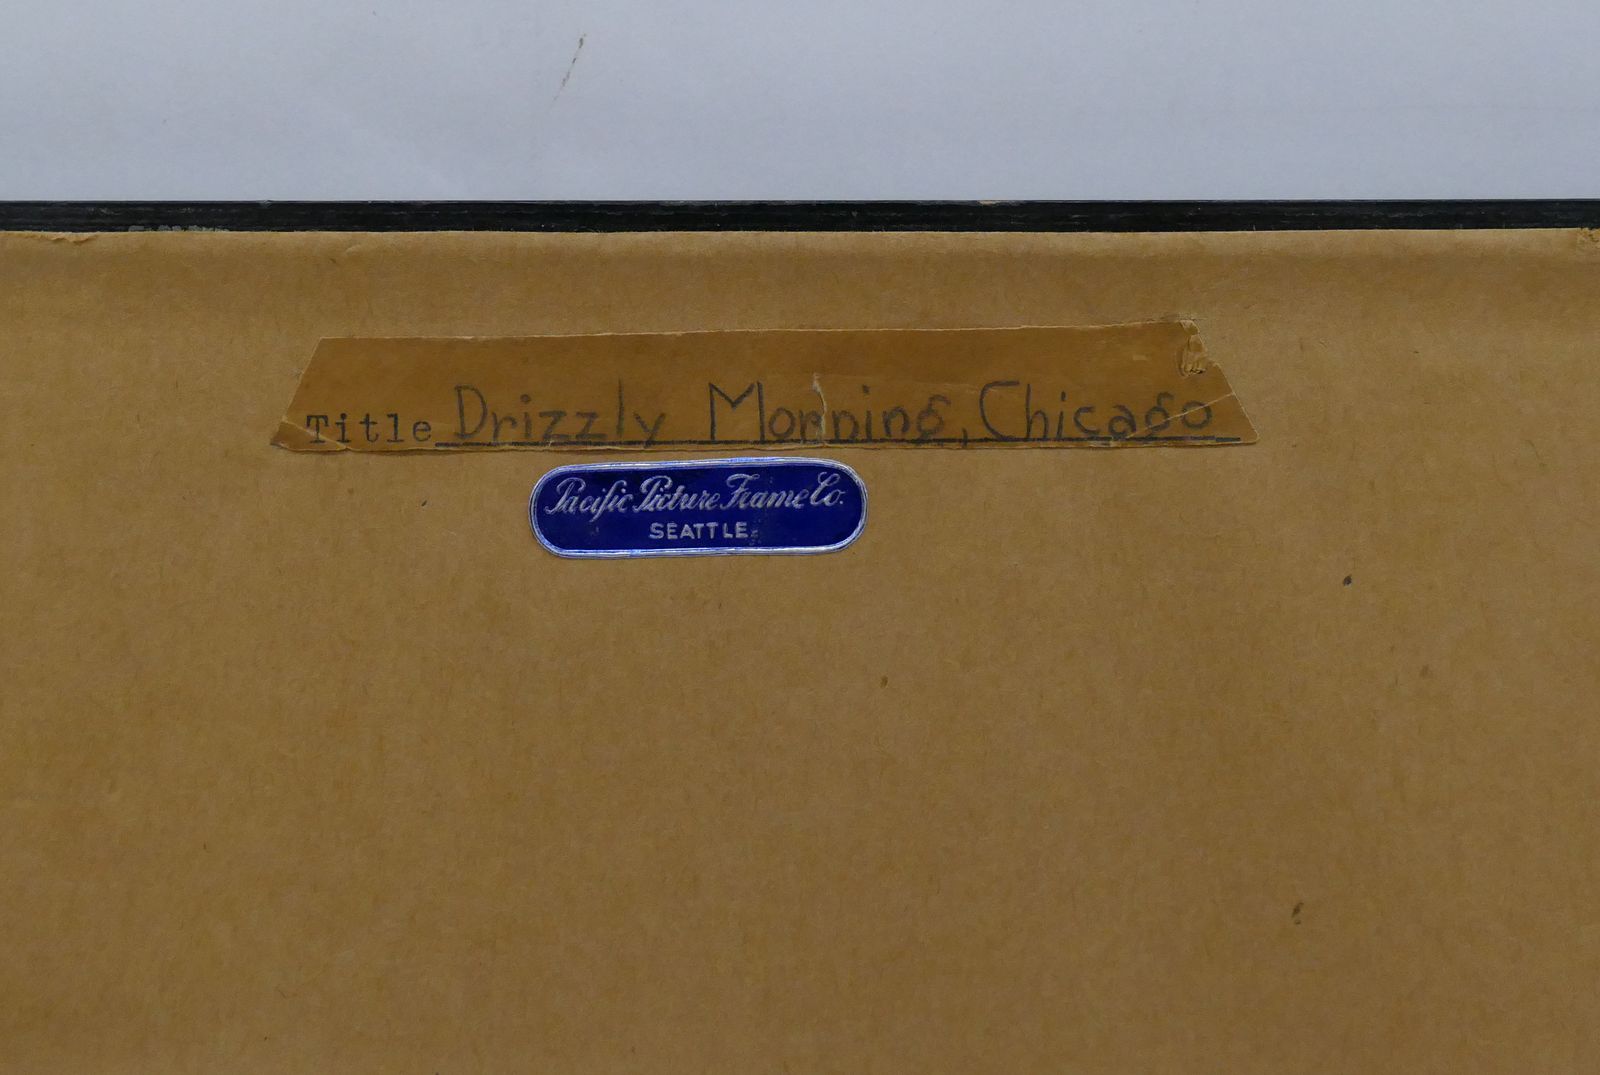 Title Drizzly Morning, Chicago
Pacific Picture Frame Co.
SEATTLE